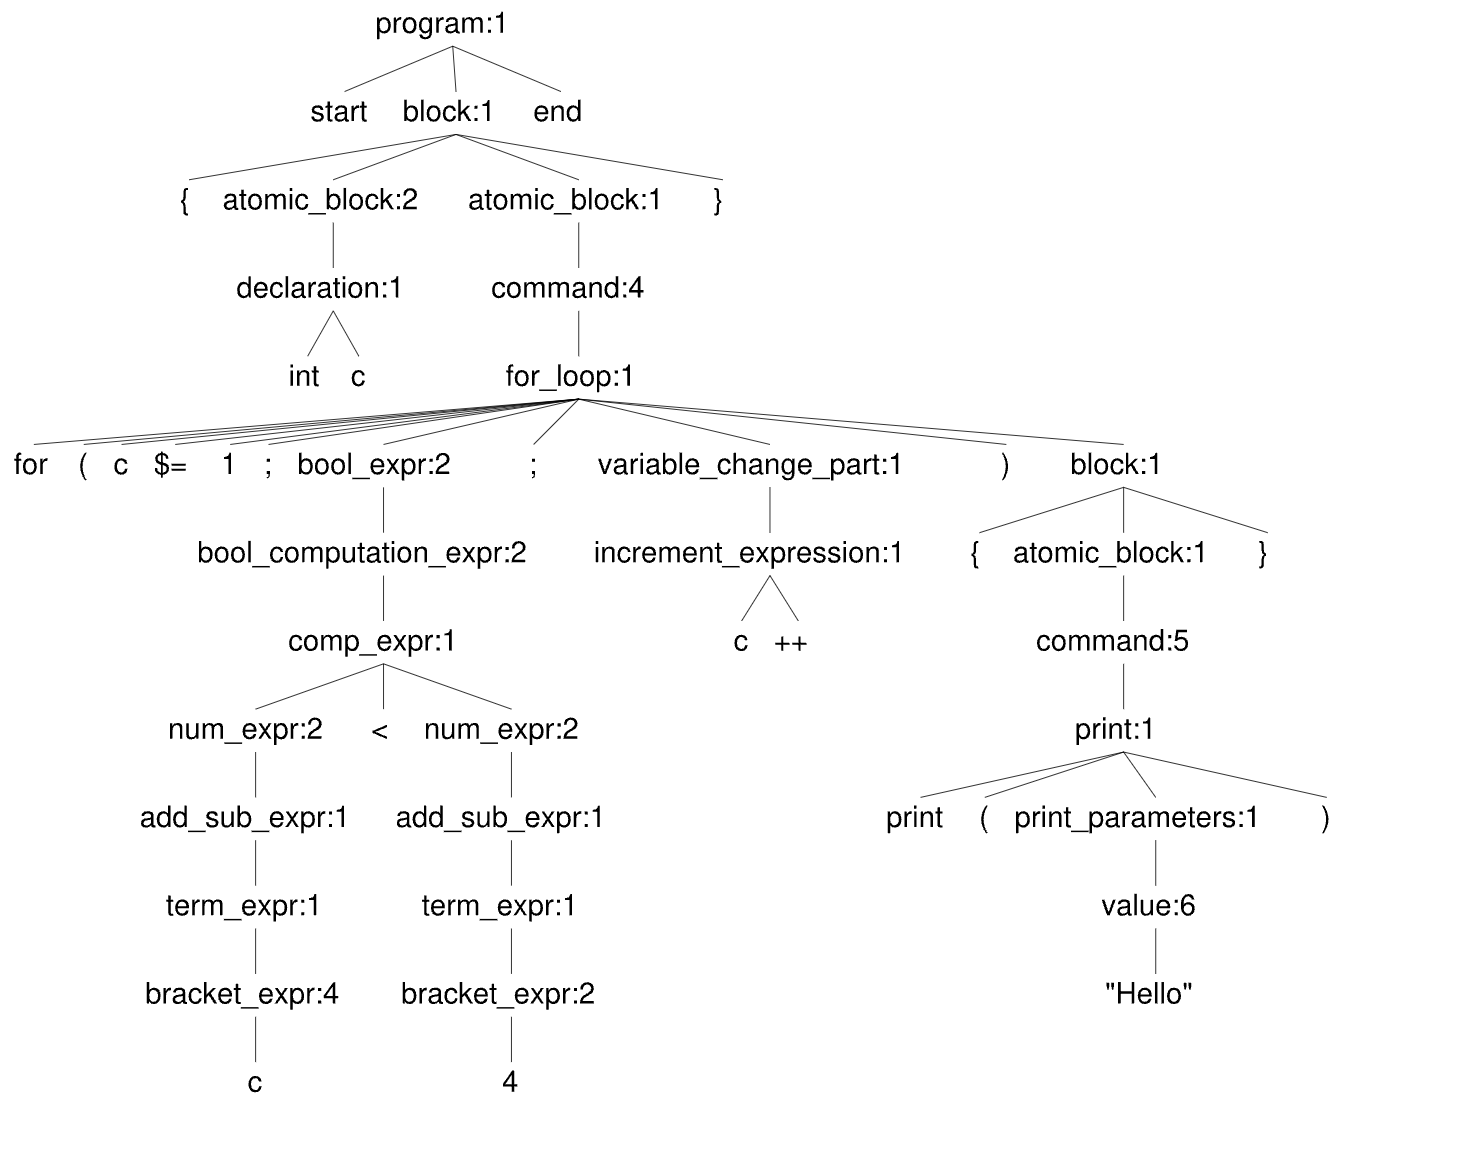 program:1
start block:1 end
{ atomic_block:2 atomic_block:1 }
declaration:1 command:4
int c for_loop:1
for ( c $= 1 ; bool_expr:2 ; variable_change_part:1 ) block:1
bool_computation_expr:2 increment_expression:1 { atomic_block:1 }
comp_expr:1 c ++ command:5
num_expr:2 < num_expr:2 print:1
add_sub_expr:1 add_sub_expr:1 print ( print_parameters:1 )
term_expr:1 term_expr:1 value:6
bracket_expr:4 bracket_expr:2 "Hello"
c 4